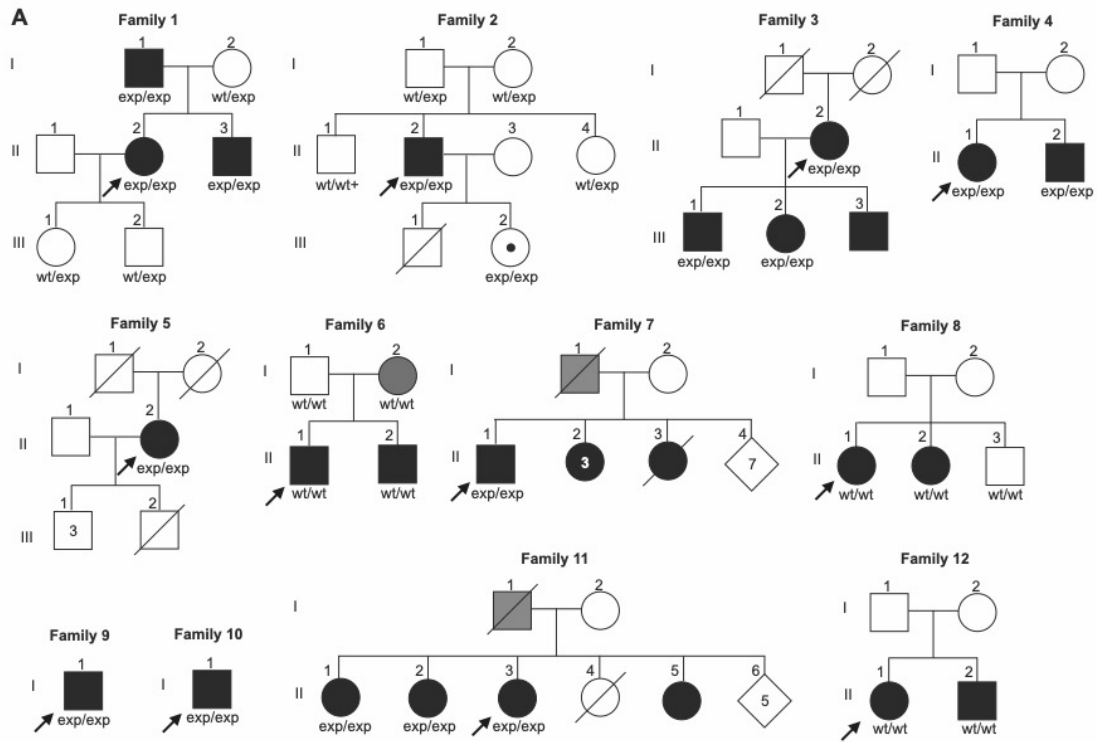 A
Family 1
Family 2
Family 3
Family 4
I
1
2
exp/exp
wt/exp
II
1
2
3
exp/exp
exp/exp
III
1
2
wt/exp
wt/exp
I
1
2
wt/exp
wt/exp
II
1
2
3
4
wt/wt+
exp/exp
wt/exp
III
1
2
exp/exp
I
1
2
II
1
2
exp/exp
III
1
2
3
exp/exp
exp/exp
I
1
2
II
1
2
exp/exp
exp/exp
Family 5
Family 6
Family 7
Family 8
I
1
2
II
1
2
exp/exp
III
1
2
3
I
1
2
wt/wt
wt/wt
II
1
2
wt/wt
wt/wt
I
1
2
II
1
2
3
4
3
7
exp/exp
I
1
2
II
1
2
3
wt/wt
wt/wt
wt/wt
Family 9
Family 10
Family 11
Family 12
I
1
exp/exp
I
1
exp/exp
I
1
2
II
1
2
3
4
5
6
5
exp/exp
exp/exp
exp/exp
I
1
2
II
1
2
wt/wt
wt/wt